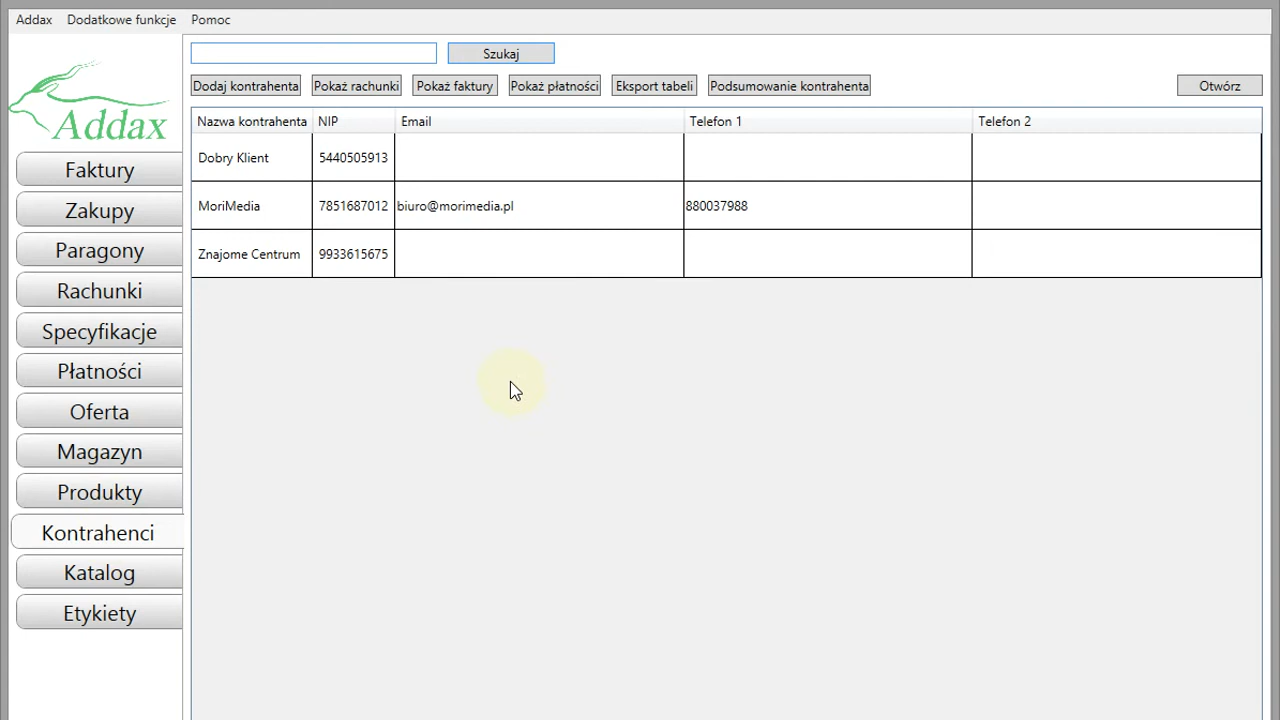 Addax Dodatkowe funkcje Pomoc
Addax
Szukaj
Dodaj kontrahenta Pokaż rachunki Pokaż faktury Pokaż płatności Eksport tabeli Podsumowanie kontrahenta Otwórz
Nazwa kontrahenta NIP Email Telefon 1 Telefon 2
Dobry Klient 5440505913
MoriMedia 7851687012 biuro@morimedia.pl 880037988
Znajome Centrum 9933615675
Faktury
Zakupy
Paragony
Rachunki
Specyfikacje
Płatności
Oferta
Magazyn
Produkty
Kontrahenci
Katalog
Etykiety